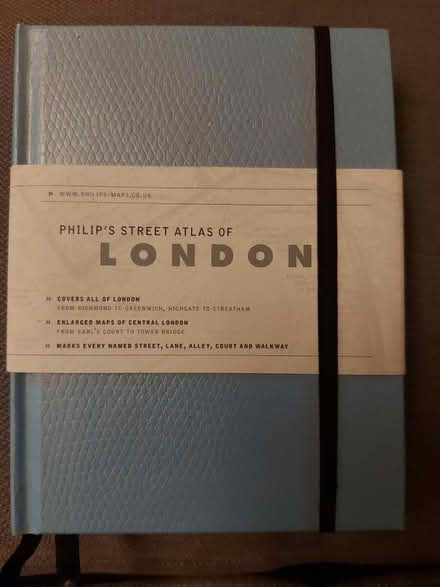 » WWW.PHILIPS-MAPS.CO.UK
PHILIP'S STREET ATLAS OF
LONDON
» COVERS ALL OF LONDON
FROM RICHMOND TO GREENWICH, HIGHGATE TO STREATHAM
» ENLARGED MAPS OF CENTRAL LONDON
FROM EARL'S COURT TO TOWER BRIDGE
» MARKS EVERY NAMED STREET, LANE, ALLEY, COURT AND WALKWAY